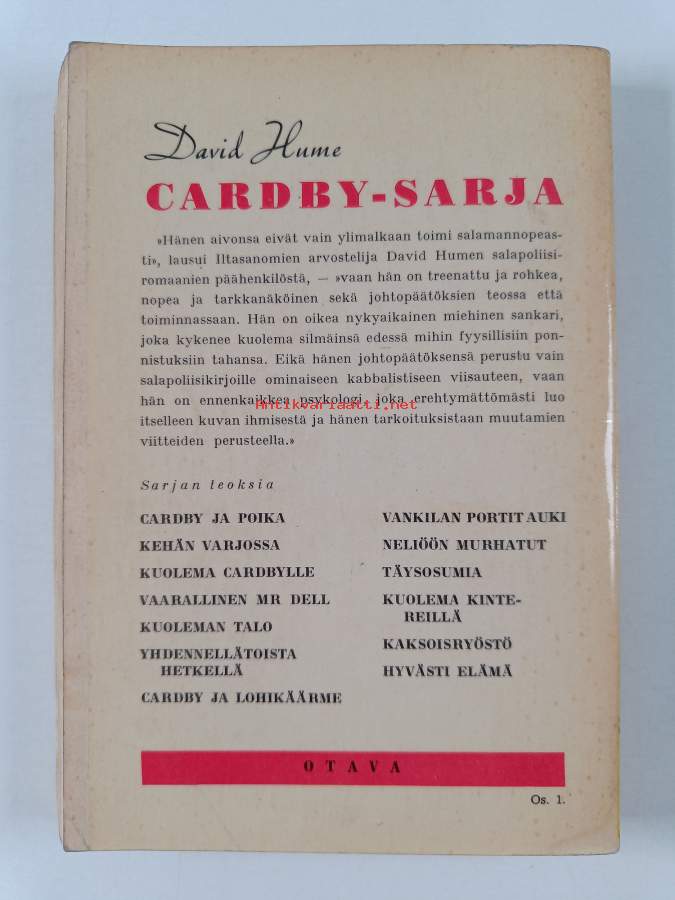 David Hume
CARDBY-SARJA
»Hänen aivonsa eivät vain ylimalkaan toimi salamannopeas-
ti», lausui Iltasanomien arvostelija David Humen salapoliisi-
romaanien päähenkilöstä, — »vaan hän on treenattu ja rohkea,
nopea ja tarkkanäköinen sekä johtopäätöksien teossa että
toiminnassaan. Hän on oikea nykyaikainen miehinen sankari,
joka kykenee kuolema silmäinsä edessä mihin fyysillisiin pon-
nistuksiin tahansa. Eikä hänen johtopäätöksensä perustu vain
salapoliisikirjoille ominaiseen kabbalistiseen viisauteen, vaan
hän on ennenkaikkea psykologi, joka erehtymättömästi luo
Antikvariaatti.net
itselleen kuvan ihmisestä ja hänen tarkoituksistaan muutamien
viitteiden perusteella.»
Sarjan teoksia
CARDBY JA POIKA
KEHÄN VARJOSSA
KUOLEMA CARDBYLLE
VAARALLINEN MR DELL
KUOLEMAN TALO
YHDENNELLÄTOISTA
HETKELLÄ
CARDBY JA LOHIKÄÄRME
VANKILAN PORTIT AUKI
NELIÖÖN MURHATUT
TÄYSOSUMIA
KUOLEMA KINTE-
REILLÄ
KAKSOISRYÖSTÖ
HYVÄSTI ELÄMÄ
OTAVA
Os. 1.